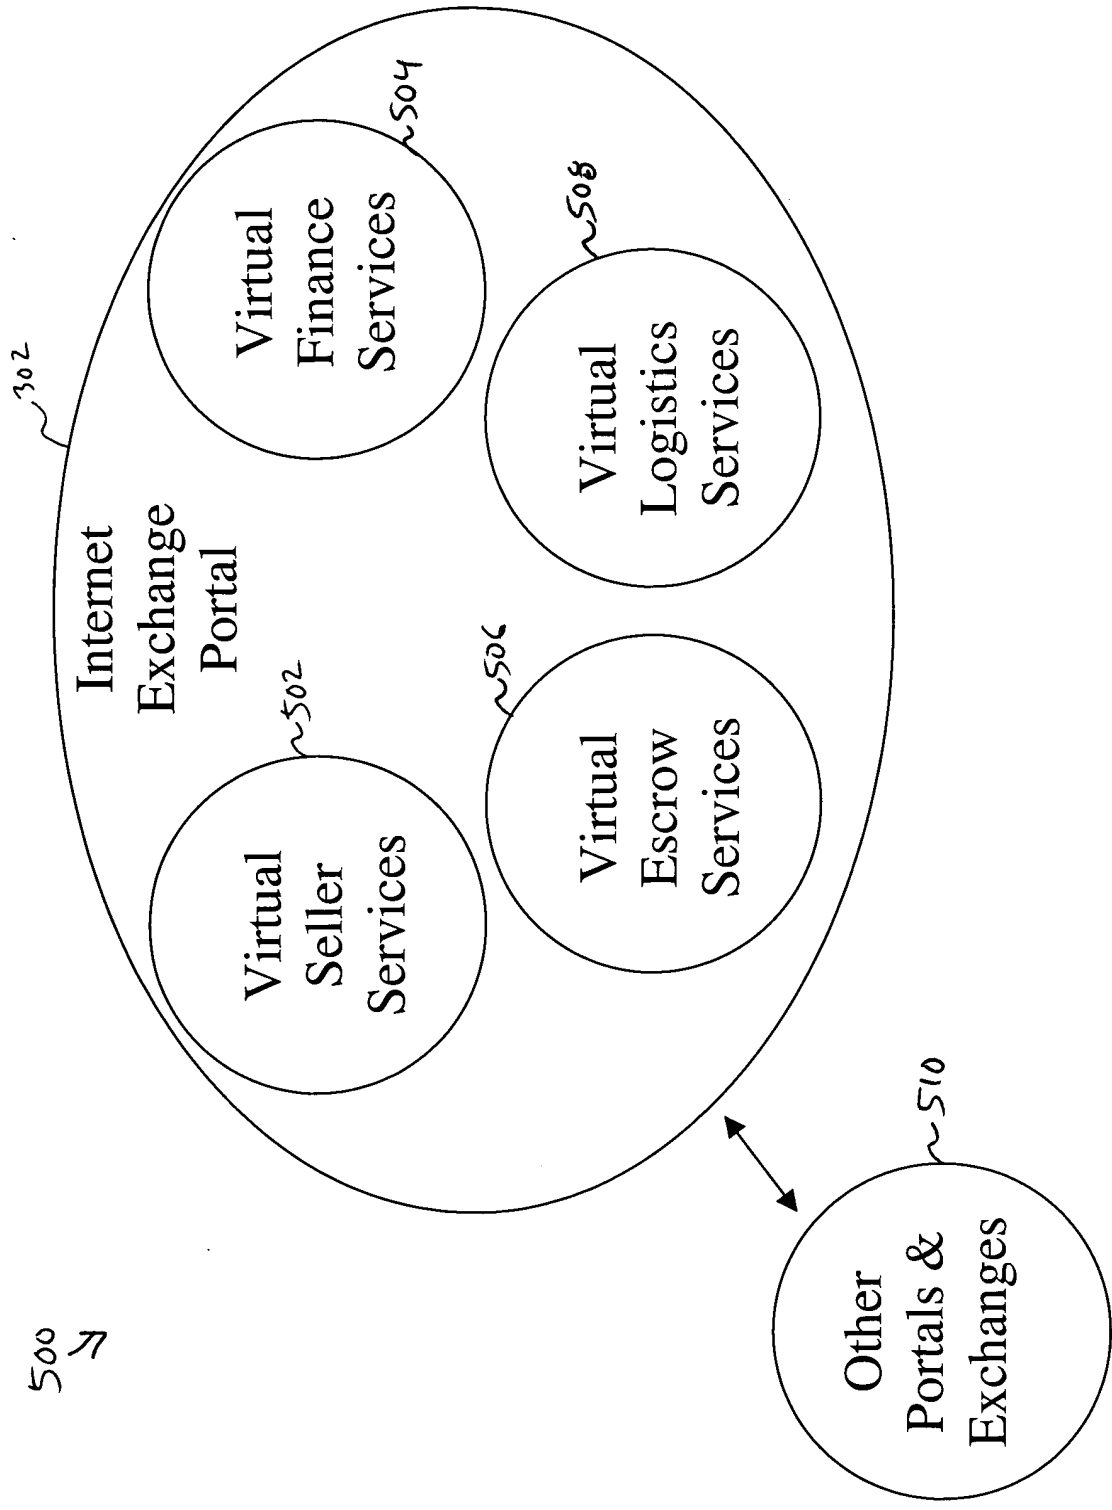 500
302
Internet
Exchange
Portal
502
Virtual
Seller
Services
504
Virtual
Finance
Services
506
Virtual
Escrow
Services
508
Virtual
Logistics
Services
510
Other
Portals &
Exchanges